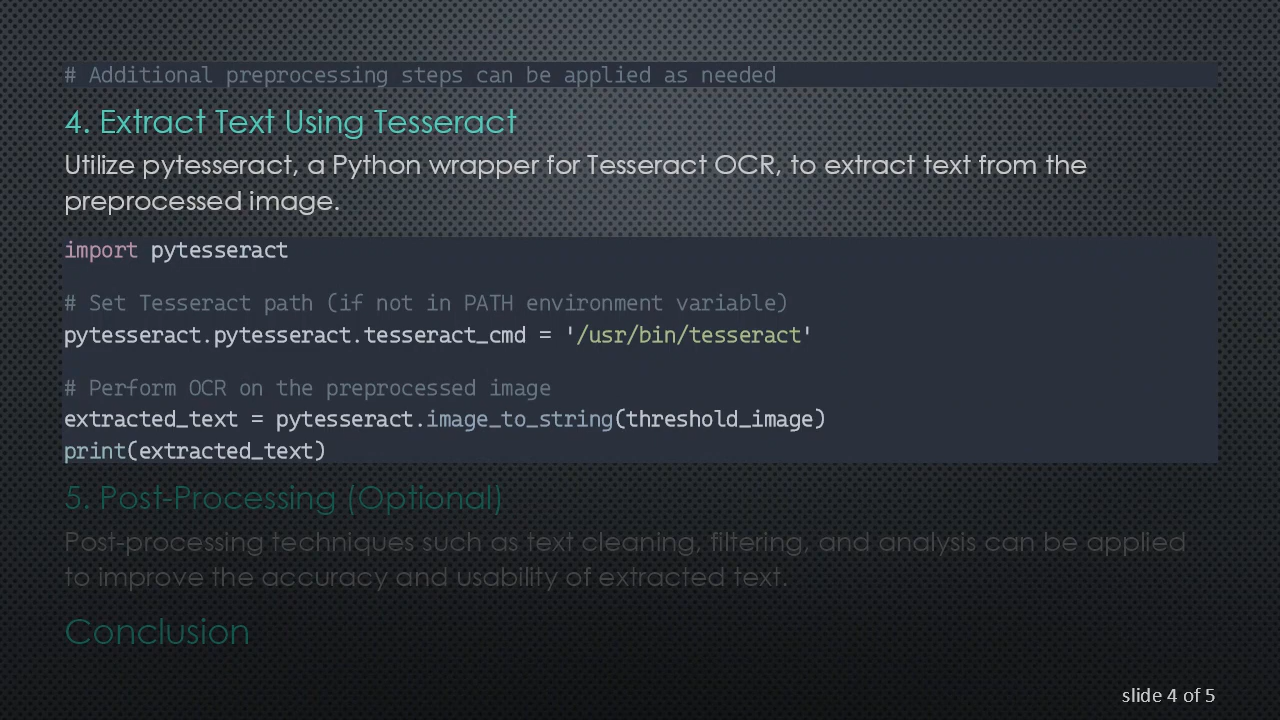 # Additional preprocessing steps can be applied as needed
4. Extract Text Using Tesseract
Utilize pytesseract, a Python wrapper for Tesseract OCR, to extract text from the
preprocessed image.
import pytesseract
# Set Tesseract path (if not in PATH environment variable)
pytesseract.pytesseract.tesseract_cmd = '/usr/bin/tesseract'
# Perform OCR on the preprocessed image
extracted_text = pytesseract.image_to_string(threshold_image)
print(extracted_text)
5. Post-Processing (Optional)
Post-processing techniques such as text cleaning, filtering, and analysis can be applied
to improve the accuracy and usability of extracted text.
Conclusion
slide 4 of 5